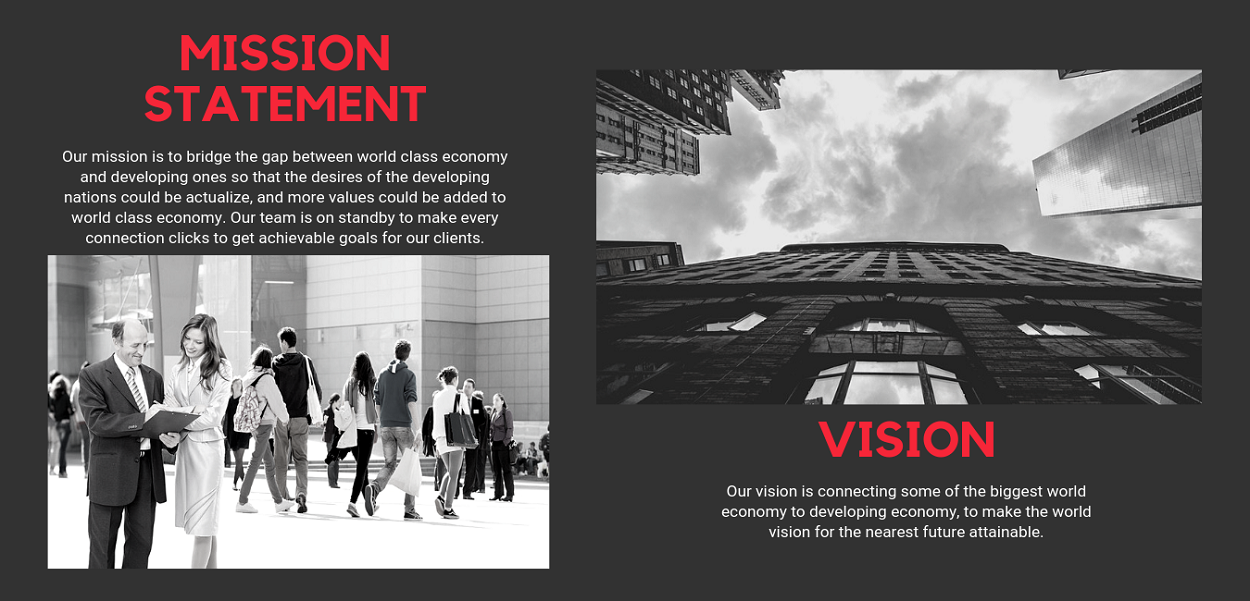 MISSION
STATEMENT
Our mission is to bridge the gap between world class economy
and developing ones so that the desires of the developing
nations could be actualize, and more values could be added to
world class economy. Our team is on standby to make every
connection clicks to get achievable goals for our clients.
VISION
Our vision is connecting some of the biggest world
economy to developing economy, to make the world
vision for the nearest future attainable.